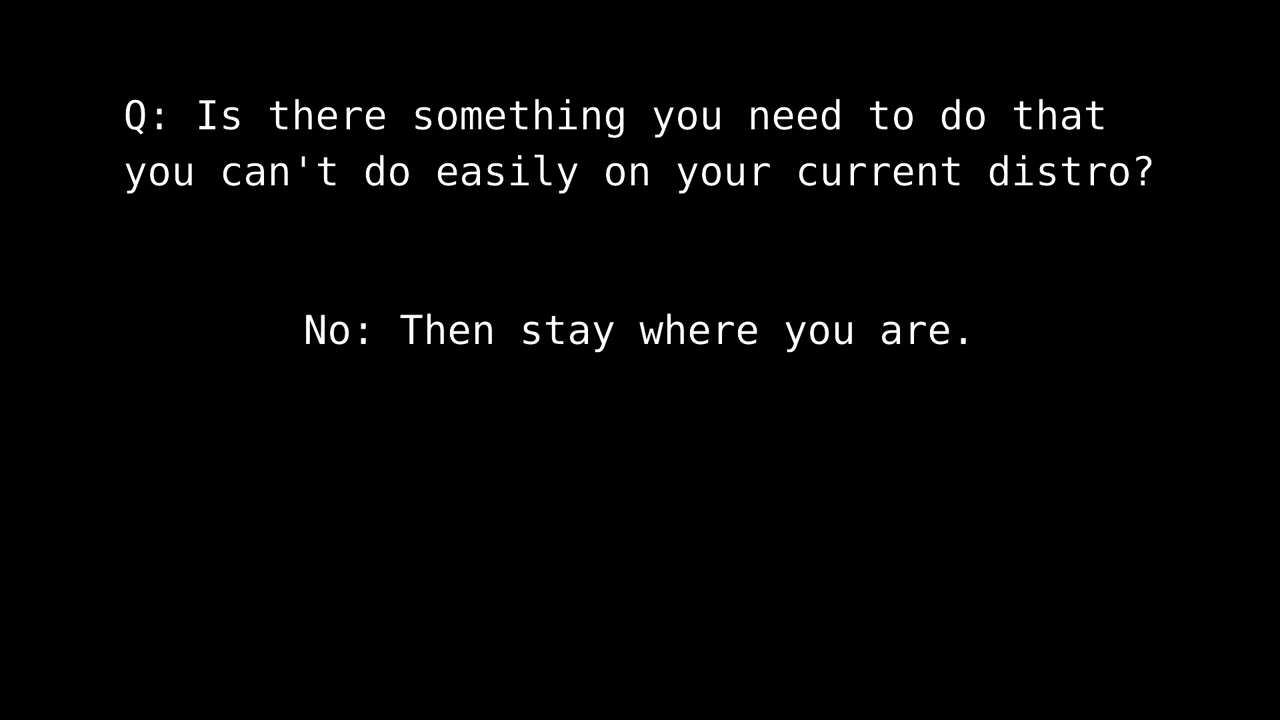 Q: Is there something you need to do that
you can't do easily on your current distro?
No: Then stay where you are.